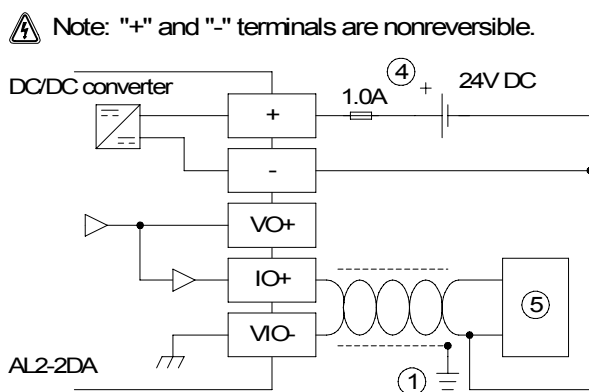 Note: "+" and "-" terminals are nonreversible.
DC/DC converter
④
24V DC
1.0A
+
+
-
VO+
IO+
VIO-
⑤
①
AL2-2DA